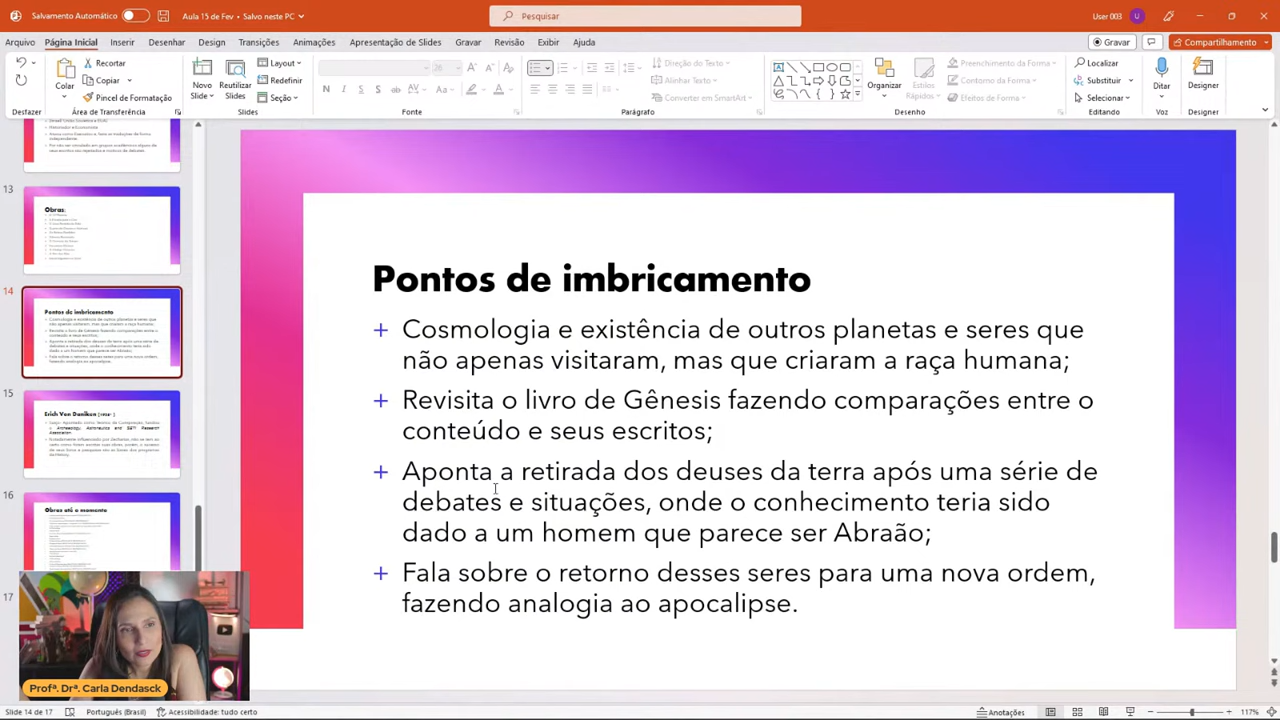 Salvamento Automático
Aula 15 de Fev • Salvo neste PC
Pesquisar
User 003
U
Arquivo Página Inicial Inserir Desenhar Design Transições Animações Apresentação de Slides Gravar Revisão Exibir Ajuda
Gravar
Compartilhamento
Colar
Recortar
Copiar
Pincel de Formatação
Novo Slide
Reutilizar Slides
Layout
Redefinir
Seção
Direção do Texto
Alinhar Texto
Converter em SmartArt
Organizar
Estilos Rápidos
Preenchimento da Forma
Contorno da Forma
Efeitos de Forma
Localizar
Substituir
Selecionar
Ditar
Designer
Desfazer
Área de Transferência
Slides
Fonte
Parágrafo
Desenho
Editando
Voz
Designer
13
Obras:
14
Pontos de imbricamento
15
Erich Von Daniken
16
Obras até o momento
17
Pontos de imbricamento
+ Cosmologia e existência de outros planetas e seres que
não apenas visitaram, mas que criaram a raça humana;
+ Revisita o livro de Gênesis fazendo comparações entre o
conteúdo e seus escritos;
+ Aponta a retirada dos deuses da terra após uma série de
debates e situações, onde o conhecimento teria sido
dado a um homem que parece ser Abraão;
+ Fala sobre o retorno desses seres para uma nova ordem,
fazendo analogia ao apocalipse.
Profª. Drª. Carla Dendasck
Slide 14 de 17
Português (Brasil)
Acessibilidade: tudo certo
Anotações
117%